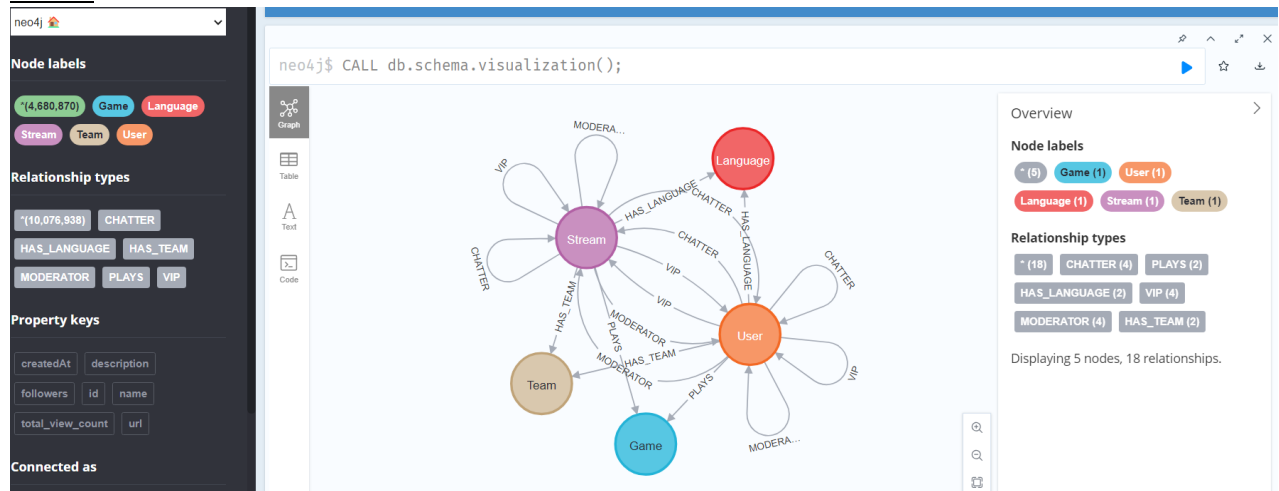 neo4j
neo4j$ CALL db.schema.visualization();
Node labels
*(4,680,870) Game Language
Stream Team User
Relationship types
*(10,076,938) CHATTER
HAS_LANGUAGE HAS_TEAM
MODERATOR PLAYS VIP
Property keys
createdAt description
followers id name
total_view_count url
Connected as
Graph
Table
Text
Code
MODERA...
VIP
Language
HAS_LANGUAGE
CHATTER
Stream
CHATTER
HAS_LANGUAGE
CHATTER
VIP
CHATTER
VIP
HAS_TEAM
MODERATOR
PLAYS
User
MODERATOR
HAS_TEAM
VIP
Team
PLAYS
Game
MODERA...
Overview
Node labels
* (5) Game (1) User (1)
Language (1) Stream (1) Team (1)
Relationship types
* (18) CHATTER (4) PLAYS (2)
HAS_LANGUAGE (2) VIP (4)
MODERATOR (4) HAS_TEAM (2)
Displaying 5 nodes, 18 relationships.